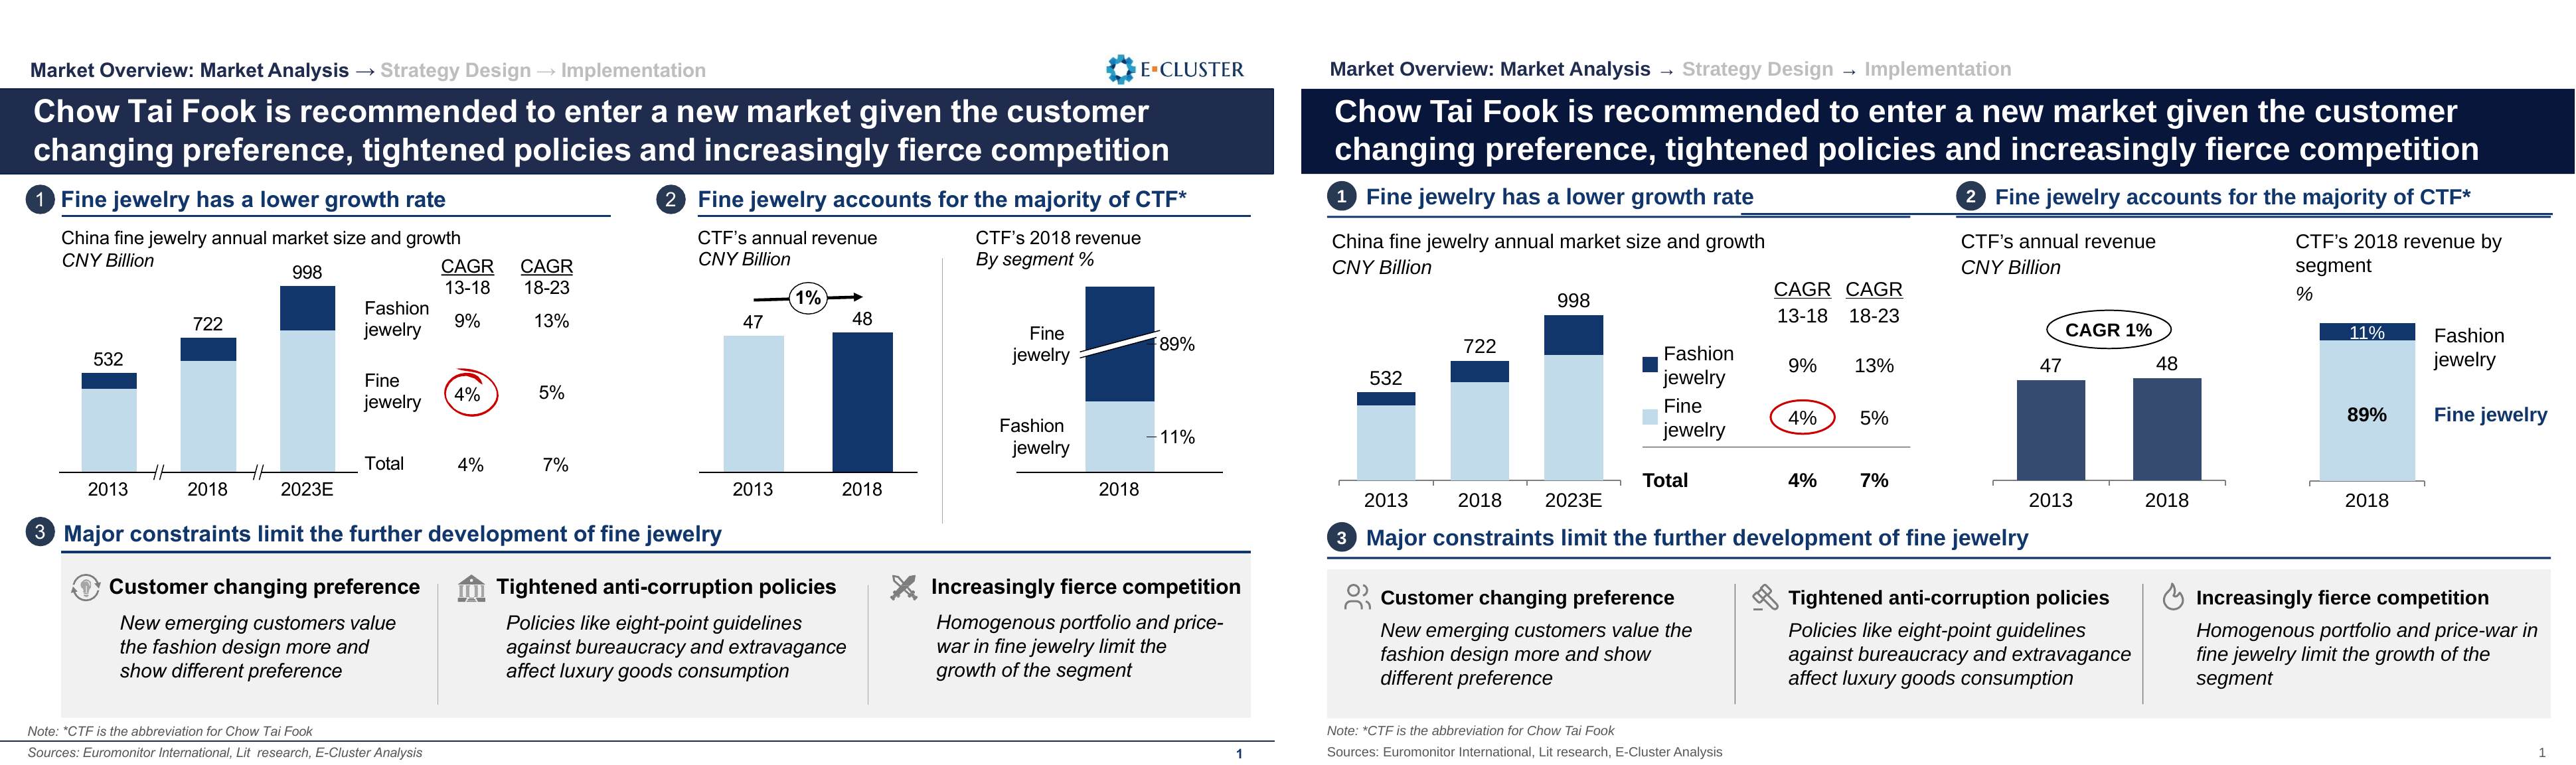 Market Overview: Market Analysis → Strategy Design → Implementation
E-CLUSTER
Chow Tai Fook is recommended to enter a new market given the customer
changing preference, tightened policies and increasingly fierce competition
1 Fine jewelry has a lower growth rate
China fine jewelry annual market size and growth
CNY Billion
532
722
998
2013
2018
2023E
CAGR CAGR
13-18 18-23
Fashion
jewelry
9% 13%
Fine
jewelry
4% 5%
Total 4% 7%
2 Fine jewelry accounts for the majority of CTF*
CTF’s annual revenue
CNY Billion
1%
47
48
2013
2018
CTF’s 2018 revenue
By segment %
Fine
jewelry
89%
Fashion
jewelry
11%
2018
3 Major constraints limit the further development of fine jewelry
Customer changing preference
New emerging customers value
the fashion design more and
show different preference
Tightened anti-corruption policies
Policies like eight-point guidelines
against bureaucracy and extravagance
affect luxury goods consumption
Increasingly fierce competition
Homogenous portfolio and price-
war in fine jewelry limit the
growth of the segment
Note: *CTF is the abbreviation for Chow Tai Fook
Sources: Euromonitor International, Lit  research, E-Cluster Analysis
1
Market Overview: Market Analysis → Strategy Design → Implementation
Chow Tai Fook is recommended to enter a new market given the customer
changing preference, tightened policies and increasingly fierce competition
1 Fine jewelry has a lower growth rate
China fine jewelry annual market size and growth
CNY Billion
532
722
998
2013
2018
2023E
CAGR CAGR
13-18 18-23
Fashion
jewelry
9% 13%
Fine
jewelry
4% 5%
Total 4% 7%
2 Fine jewelry accounts for the majority of CTF*
CTF’s annual revenue
CNY Billion
CAGR 1%
47
48
2013
2018
CTF’s 2018 revenue by
segment
%
11%
Fashion
jewelry
89%
Fine jewelry
2018
3 Major constraints limit the further development of fine jewelry
Customer changing preference
New emerging customers value the
fashion design more and show
different preference
Tightened anti-corruption policies
Policies like eight-point guidelines
against bureaucracy and extravagance
affect luxury goods consumption
Increasingly fierce competition
Homogenous portfolio and price-war in
fine jewelry limit the growth of the
segment
Note: *CTF is the abbreviation for Chow Tai Fook
Sources: Euromonitor International, Lit research, E-Cluster Analysis
1